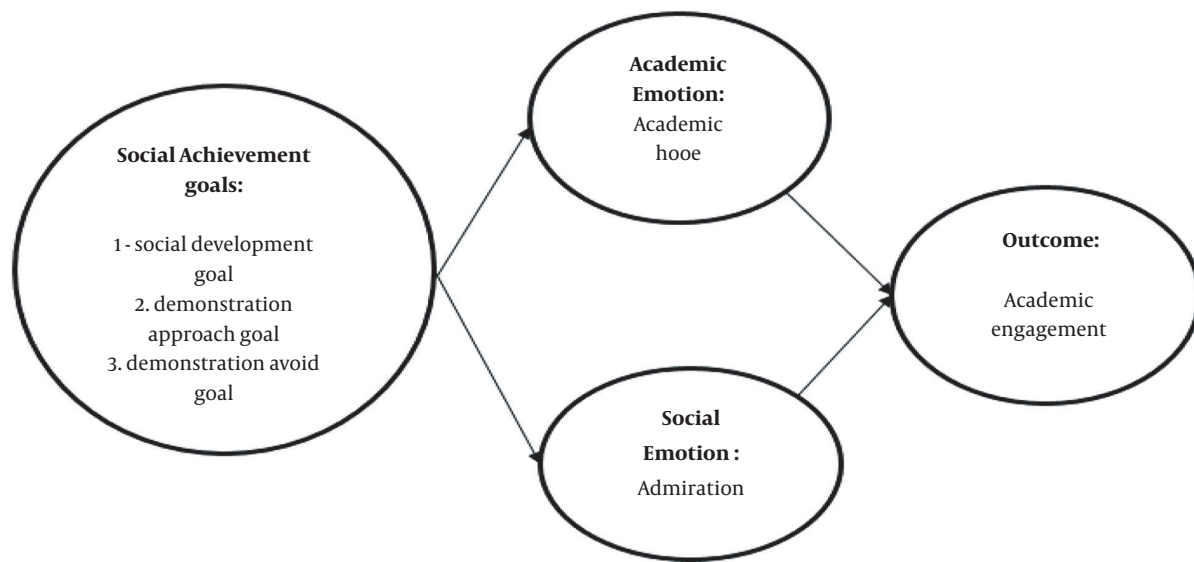 Social Achievement
goals:
1 - social development
goal
2. demonstration
approach goal
3. demonstration avoid
goal
Academic
Emotion:
Academic
hooe
Social
Emotion :
Admiration
Outcome:
Academic
engagement